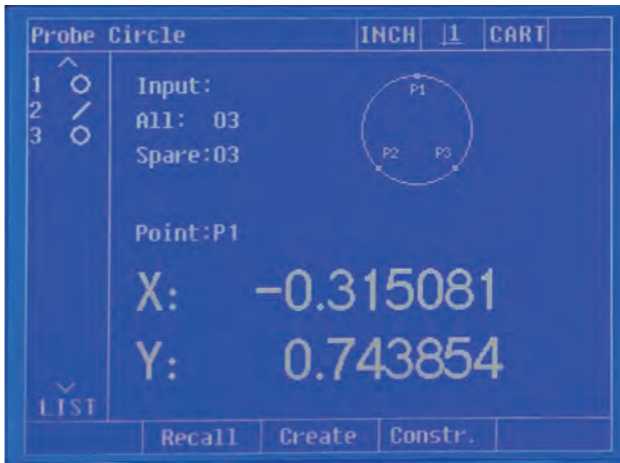 Probe Circle INCH 1 CART
1
2
3
Input:
All: 03
Spare:03
P1
P2 P3
Point:P1
X: -0.315081
Y: 0.743854
LIST
Recall Create Constr.